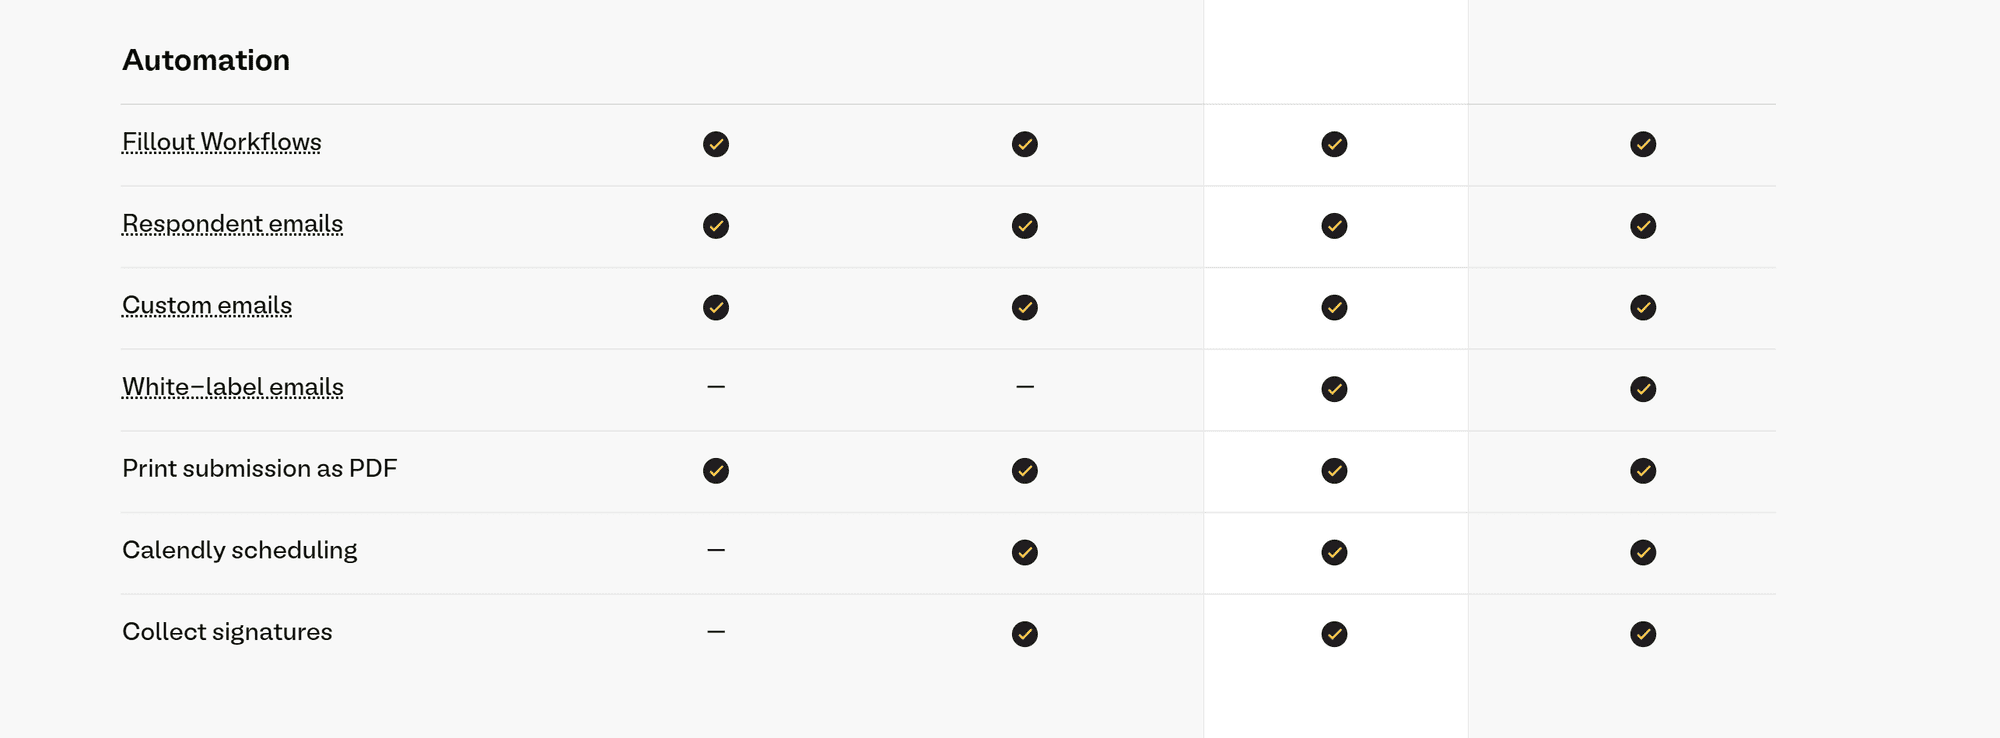 Automation
Fillout Workflows
Respondent emails
Custom emails
White-label emails — —
Print submission as PDF
Calendly scheduling —
Collect signatures —